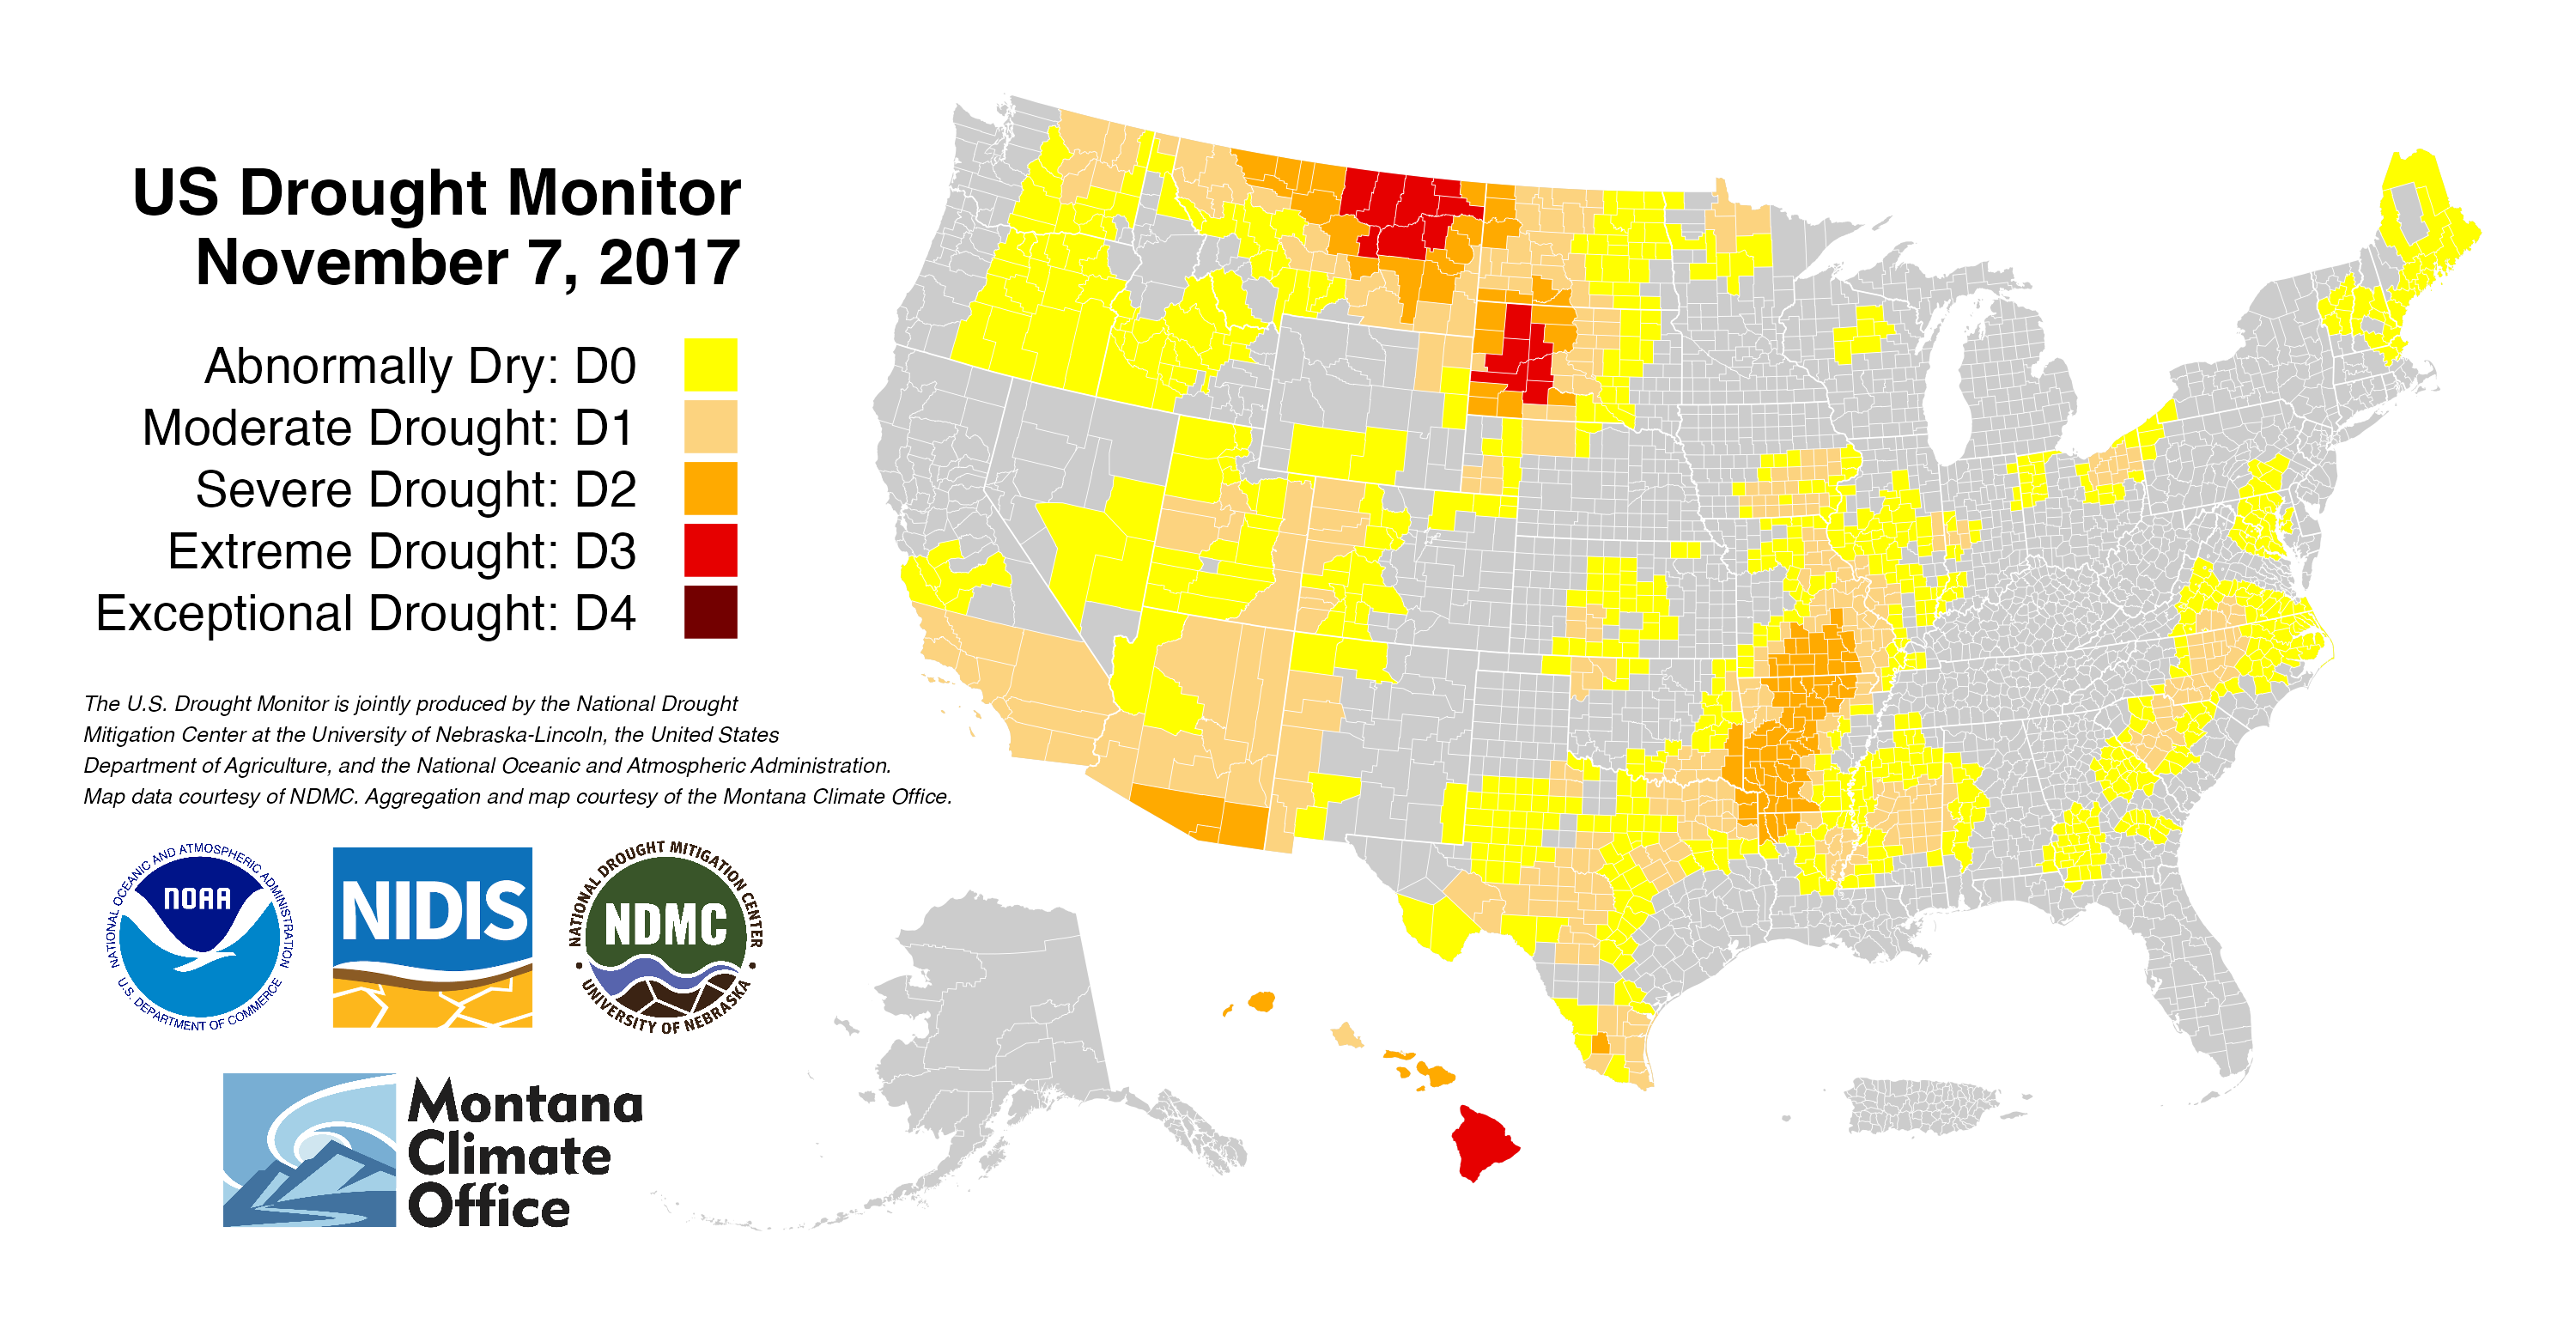 US Drought Monitor
November 7, 2017
Abnormally Dry: D0
Moderate Drought: D1
Severe Drought: D2
Extreme Drought: D3
Exceptional Drought: D4
The U.S. Drought Monitor is jointly produced by the National Drought
Mitigation Center at the University of Nebraska-Lincoln, the United States
Department of Agriculture, and the National Oceanic and Atmospheric Administration.
Map data courtesy of NDMC. Aggregation and map courtesy of the Montana Climate Office.
NATIONAL OCEANIC AND ATMOSPHERIC ADMINISTRATION
NOAA
U.S. DEPARTMENT OF COMMERCE
NIDIS
NATIONAL DROUGHT MITIGATION CENTER
NDMC
UNIVERSITY OF NEBRASKA
Montana
Climate
Office